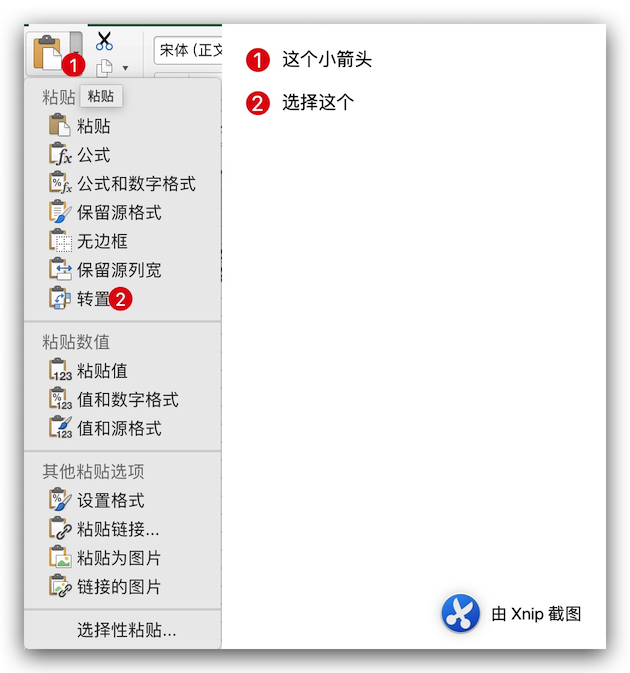 宋体 (正文
1
粘贴 粘贴
粘贴
fx 公式
% fx 公式和数字格式
保留源格式
无边框
保留源列宽
转置 2
粘贴数值
123 粘贴值
% 123 值和数字格式
123 值和源格式
其他粘贴选项
% 设置格式
粘贴链接...
粘贴为图片
链接的图片
选择性粘贴...
1 这个小箭头
2 选择这个
由 Xnip 截图